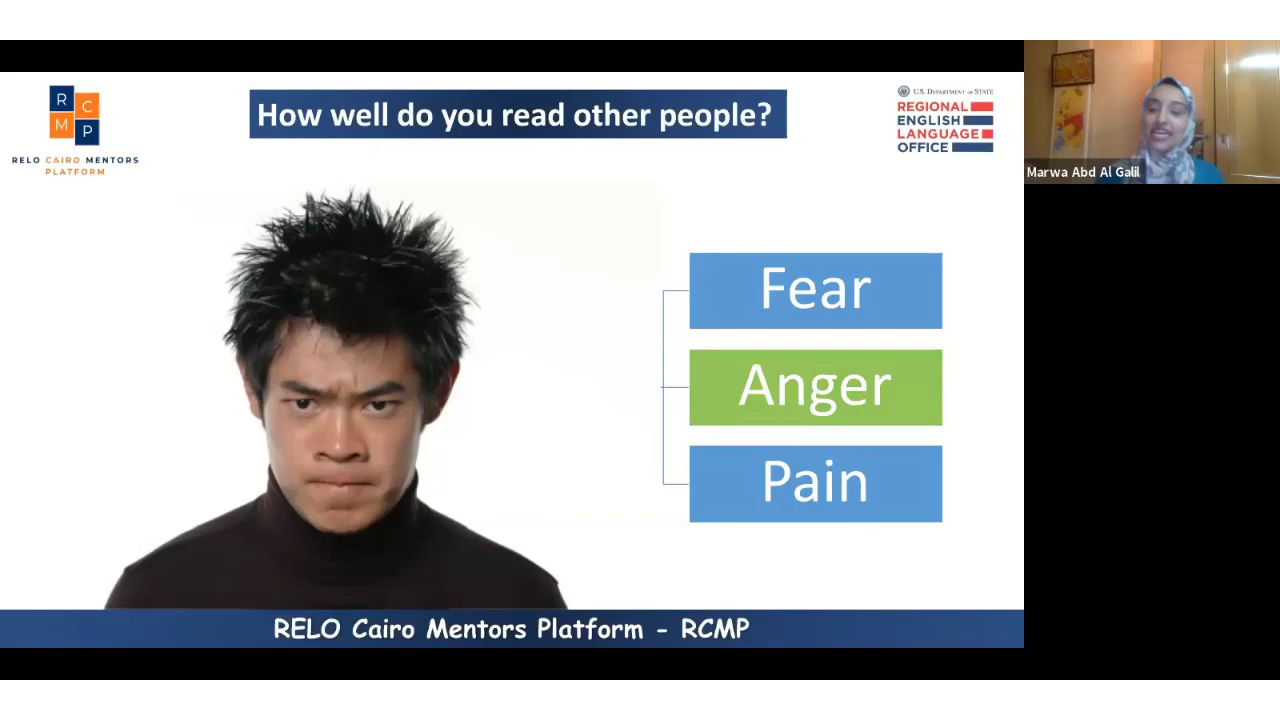 R C
M P
RELO CAIRO MENTORS
PLATFORM
How well do you read other people?
U.S. DEPARTMENT OF STATE
REGIONAL
ENGLISH
LANGUAGE
OFFICE
Marwa Abd Al Galil
Fear
Anger
Pain
RELO Cairo Mentors Platform - RCMP